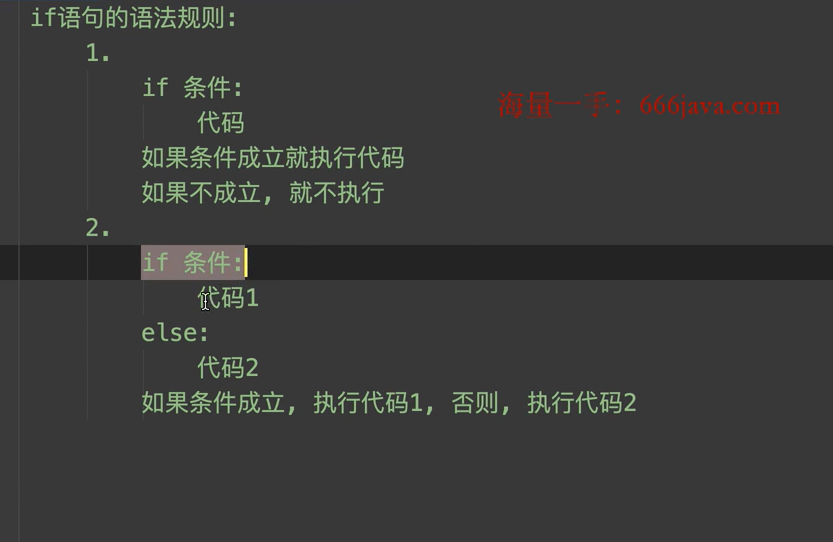 if语句的语法规则:
1.
if 条件:
代码
海量一手：666java.com
如果条件成立就执行代码
如果不成立, 就不执行
2.
if 条件:
代码1
else:
代码2
如果条件成立, 执行代码1, 否则, 执行代码2